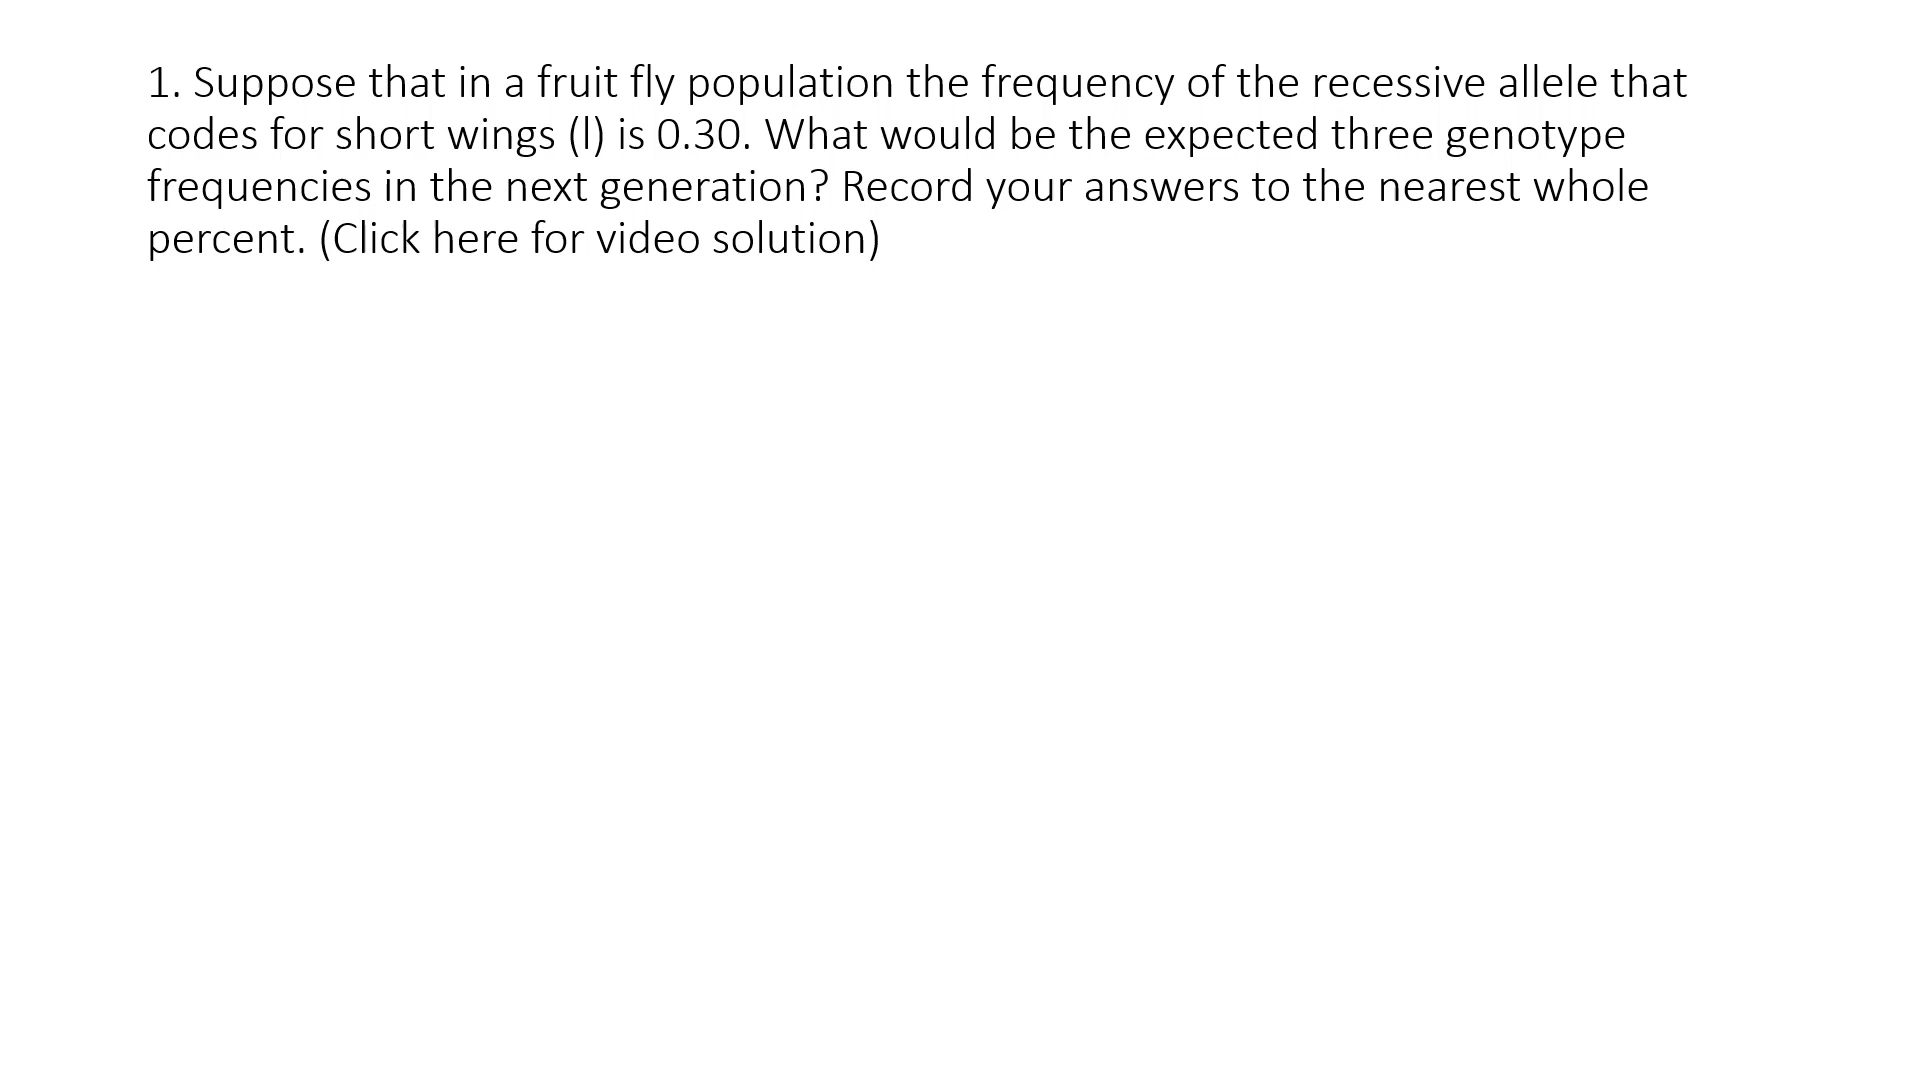 1. Suppose that in a fruit fly population the frequency of the recessive allele that
codes for short wings (l) is 0.30. What would be the expected three genotype
frequencies in the next generation? Record your answers to the nearest whole
percent. (Click here for video solution)